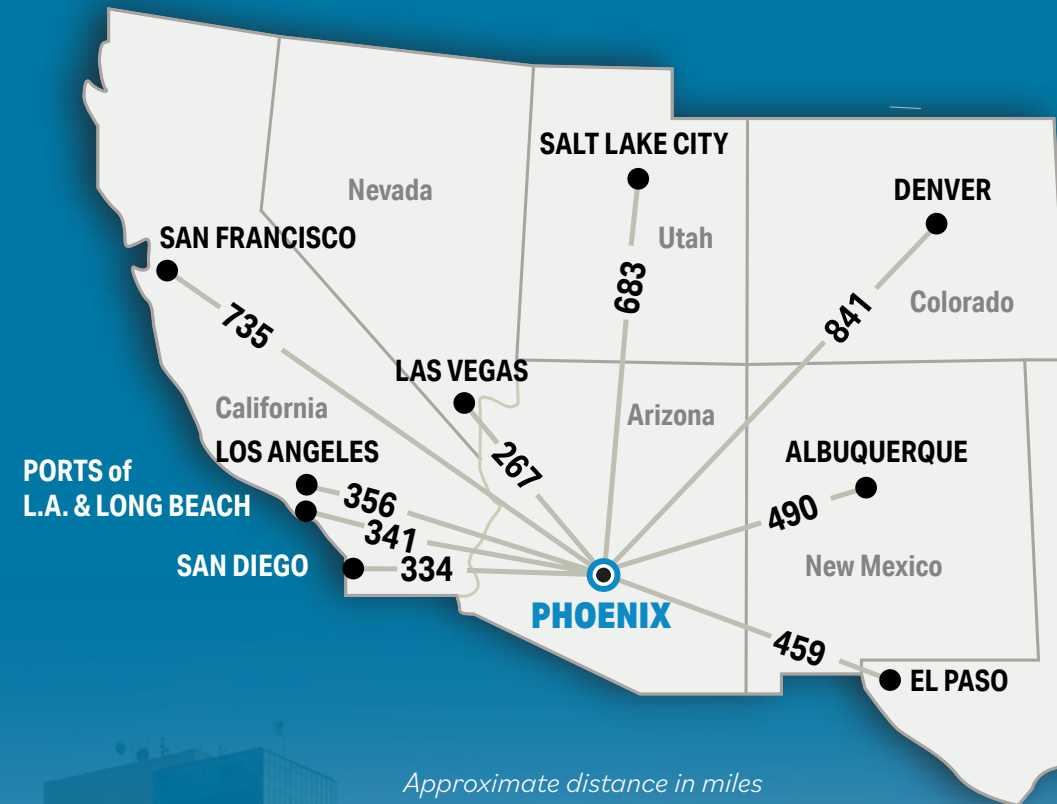 SALT LAKE CITY
DENVER
Nevada
SAN FRANCISCO
Utah
683
Colorado
841
735
LAS VEGAS
California
Arizona
LOS ANGELES
267
ALBUQUERQUE
PORTS of
L.A. & LONG BEACH
356
490
341
SAN DIEGO
334
New Mexico
PHOENIX
459
EL PASO
Approximate distance in miles